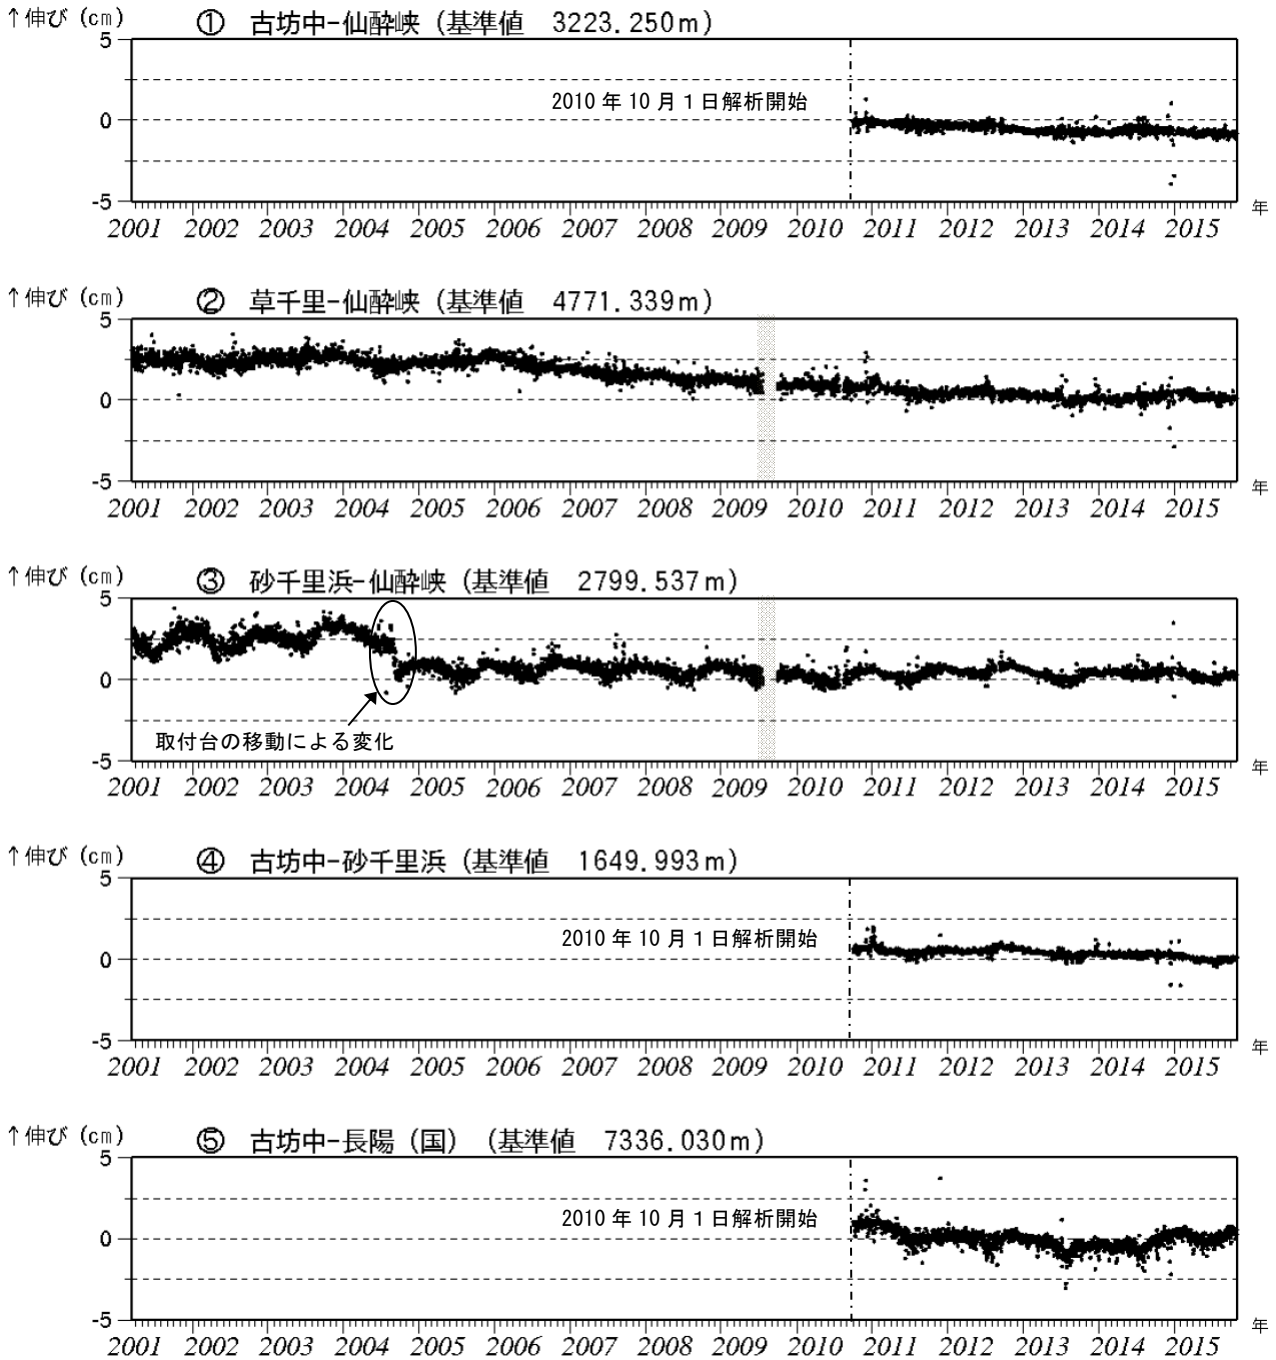 ↑伸び (cm) ① 古坊中-仙酔峡 (基準値 3223.250m)
5
2010年10月1日解析開始
0
-5
2001 2002 2003 2004 2005 2006 2007 2008 2009 2010 2011 2012 2013 2014 2015 年
↑伸び (cm) ② 草千里-仙酔峡 (基準値 4771.339m)
5
0
-5
2001 2002 2003 2004 2005 2006 2007 2008 2009 2010 2011 2012 2013 2014 2015 年
↑伸び (cm) ③ 砂千里浜-仙酔峡 (基準値 2799.537m)
5
0
取付台の移動による変化
-5
2001 2002 2003 2004 2005 2006 2007 2008 2009 2010 2011 2012 2013 2014 2015 年
↑伸び (cm) ④ 古坊中-砂千里浜 (基準値 1649.993m)
5
2010年10月1日解析開始
0
-5
2001 2002 2003 2004 2005 2006 2007 2008 2009 2010 2011 2012 2013 2014 2015 年
↑伸び (cm) ⑤ 古坊中-長陽 (国) (基準値 7336.030m)
5
2010年10月1日解析開始
0
-5
2001 2002 2003 2004 2005 2006 2007 2008 2009 2010 2011 2012 2013 2014 2015 年